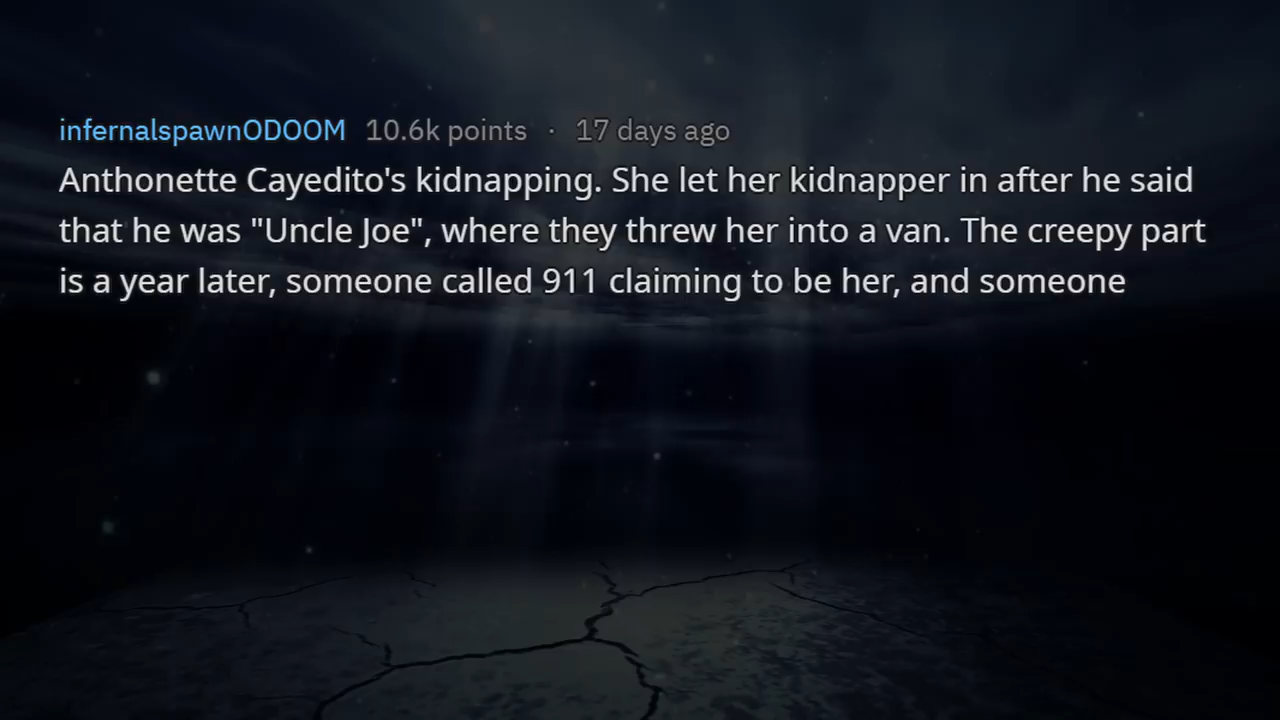 infernalspawnODOOM 10.6k points · 17 days ago
Anthonette Cayedito's kidnapping. She let her kidnapper in after he said
that he was "Uncle Joe", where they threw her into a van. The creepy part
is a year later, someone called 911 claiming to be her, and someone